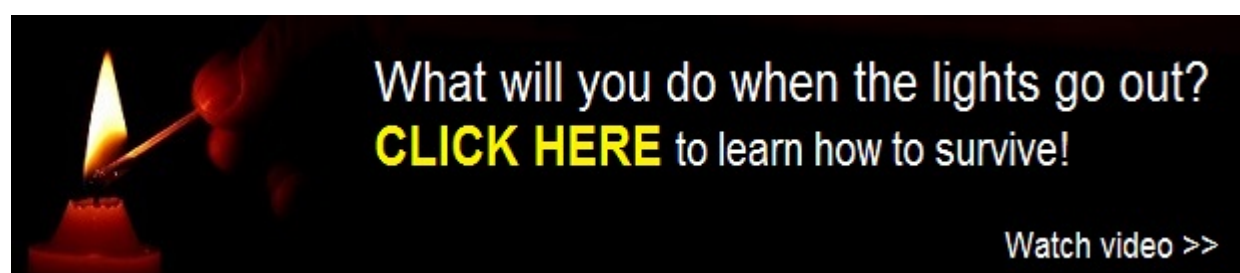 What will you do when the lights go out?
CLICK HERE to learn how to survive!
Watch video >>